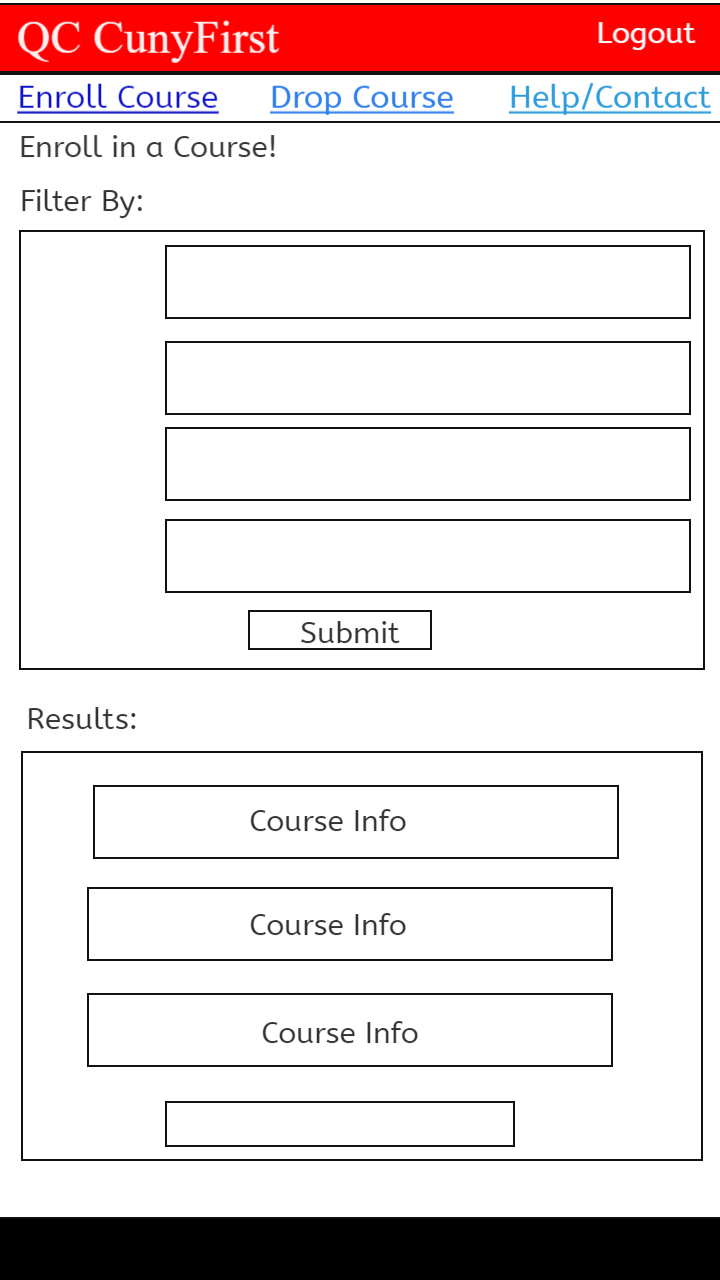 QC CunyFirst Logout
Enroll Course Drop Course Help/Contact
Enroll in a Course!
Filter By:
Submit
Results:
Course Info
Course Info
Course Info